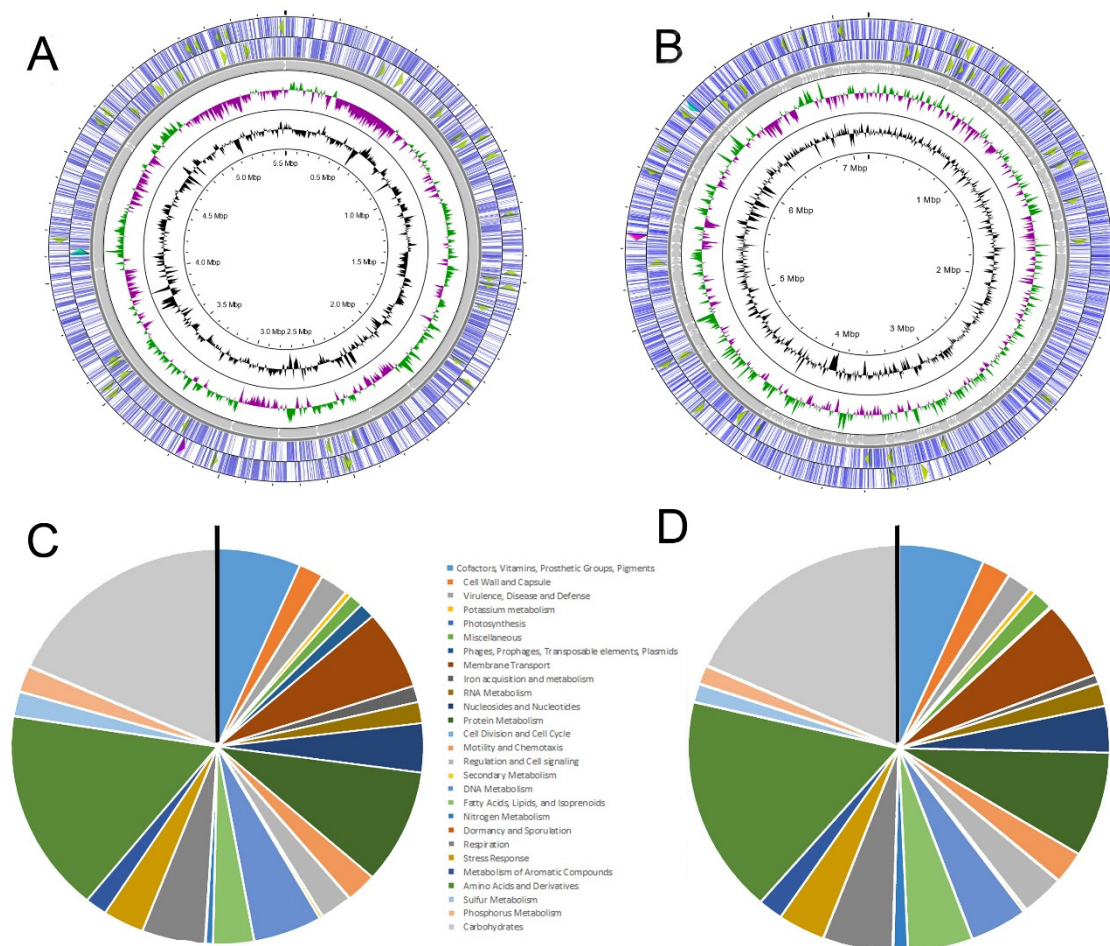 A
B
5.5 Mbp
0.5 Mbp
1.0 Mbp
1.5 Mbp
2.0 Mbp
2.5 Mbp
3.0 Mbp
3.5 Mbp
4.0 Mbp
4.5 Mbp
5.0 Mbp
7 Mbp
1 Mbp
2 Mbp
3 Mbp
4 Mbp
5 Mbp
6 Mbp
C
D
Cofactors, Vitamins, Prosthetic Groups, Pigments
Cell Wall and Capsule
Virulence, Disease and Defense
Potassium metabolism
Photosynthesis
Miscellaneous
Phages, Prophages, Transposable elements, Plasmids
Membrane Transport
Iron acquisition and metabolism
RNA Metabolism
Nucleosides and Nucleotides
Protein Metabolism
Cell Division and Cell Cycle
Motility and Chemotaxis
Regulation and Cell signaling
Secondary Metabolism
DNA Metabolism
Fatty Acids, Lipids, and Isoprenoids
Nitrogen Metabolism
Dormancy and Sporulation
Respiration
Stress Response
Metabolism of Aromatic Compounds
Amino Acids and Derivatives
Sulfur Metabolism
Phosphorus Metabolism
Carbohydrates